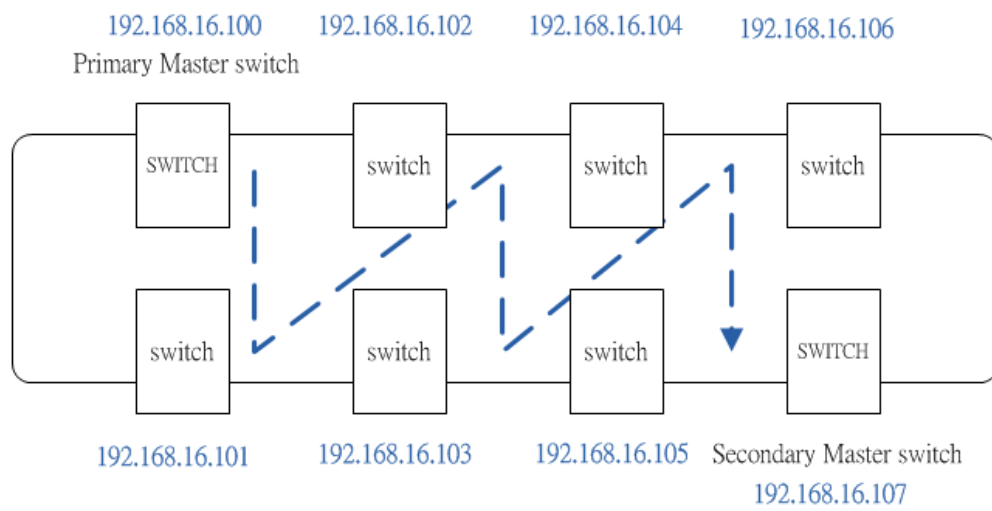 192.168.16.100
192.168.16.102
192.168.16.104
192.168.16.106
Primary Master switch
SWITCH
switch
switch
switch
switch
switch
switch
SWITCH
192.168.16.101
192.168.16.103
192.168.16.105
Secondary Master switch
192.168.16.107